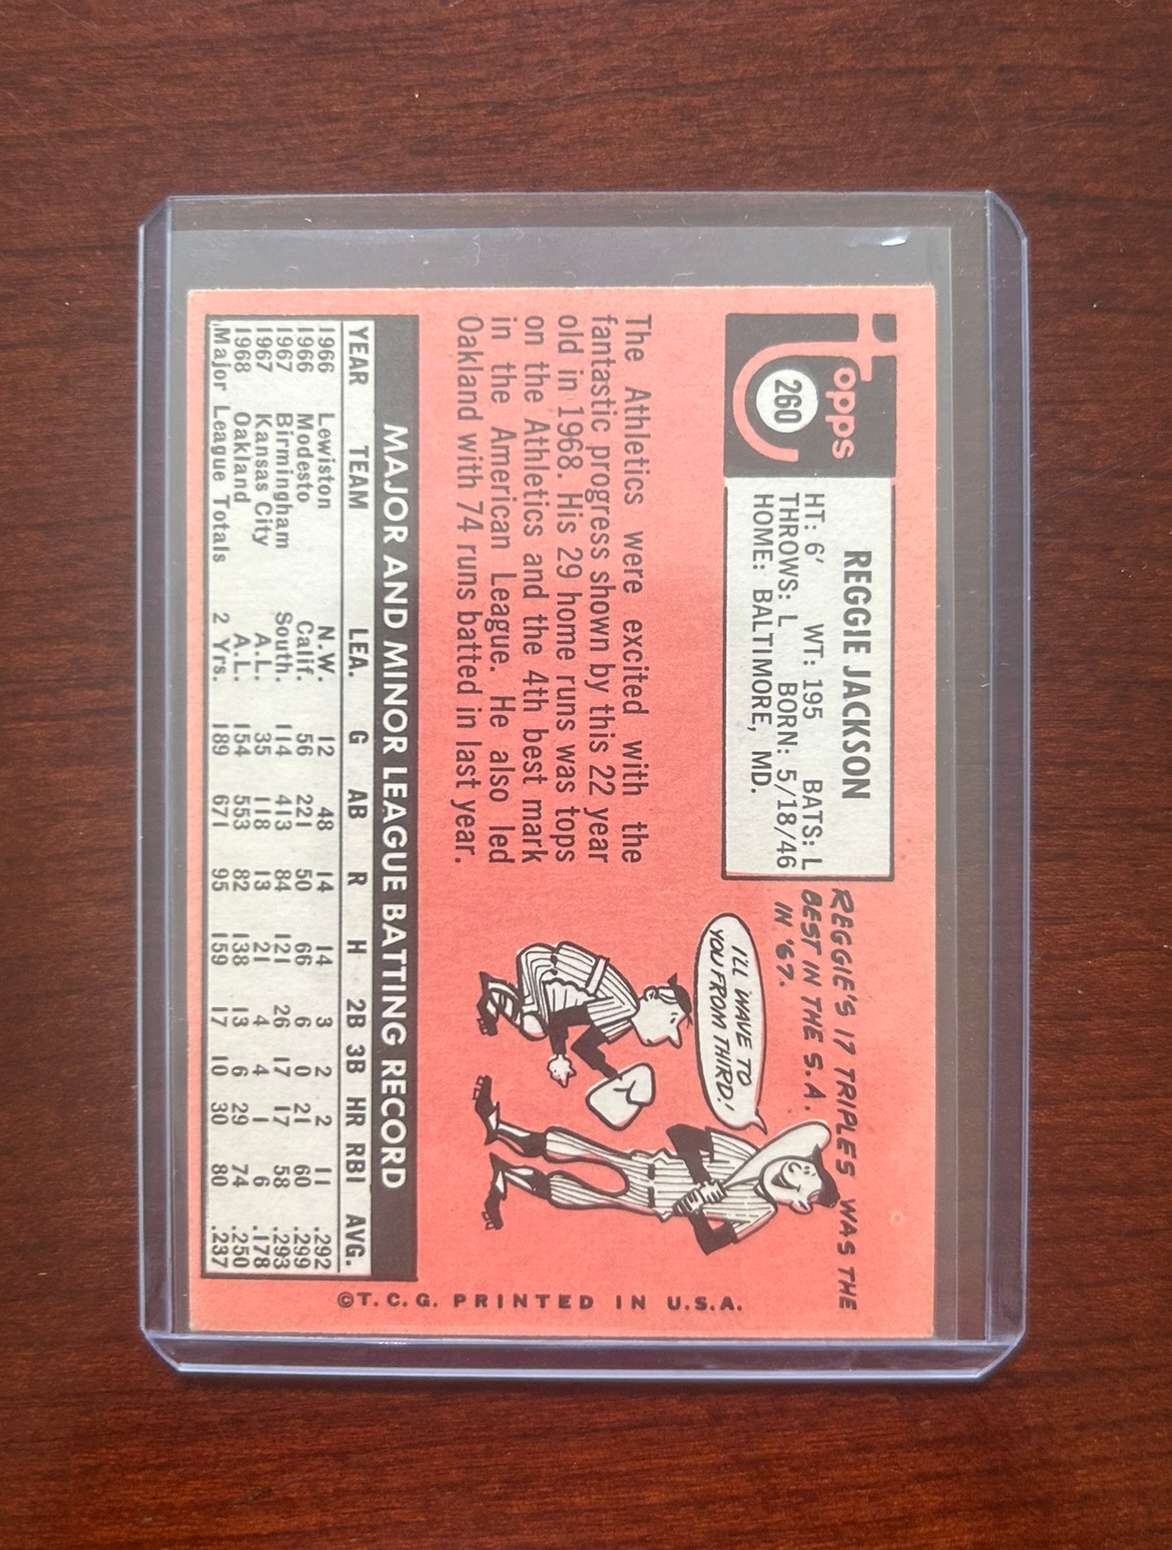 Topps
260
REGGIE JACKSON
HT: 6' WT: 195 BATS: L
THROWS: L BORN: 5/18/46
HOME: BALTIMORE, MD.
REGGIE'S 17 TRIPLES WAS THE
BEST IN THE S.A.
IN '67.
I'LL WAVE TO
YOU FROM THIRD!
The Athletics were excited with the
fantastic progress shown by this 22 year
old in 1968. His 29 home runs was tops
on the Athletics and the 4th best mark
in the American League. He also led
Oakland with 74 runs batted in last year.
MAJOR AND MINOR LEAGUE BATTING RECORD
YEAR TEAM LEA. G AB R H 2B 3B HR RBI AVG.
1966 Lewiston N.W. 12 48 14 14 3 2 2 11 .292
1966 Modesto Calif. 56 221 50 66 6 0 21 60 .299
1967 Birmingham South. 114 413 84 121 26 17 17 58 .293
1967 Kansas City A.L. 35 118 13 21 4 4 1 6 .178
1968 Oakland A.L. 154 553 82 138 13 6 29 74 .250
Major League Totals 2 Yrs. 189 671 95 159 17 10 30 80 .237
©T.C.G. PRINTED IN U.S.A.